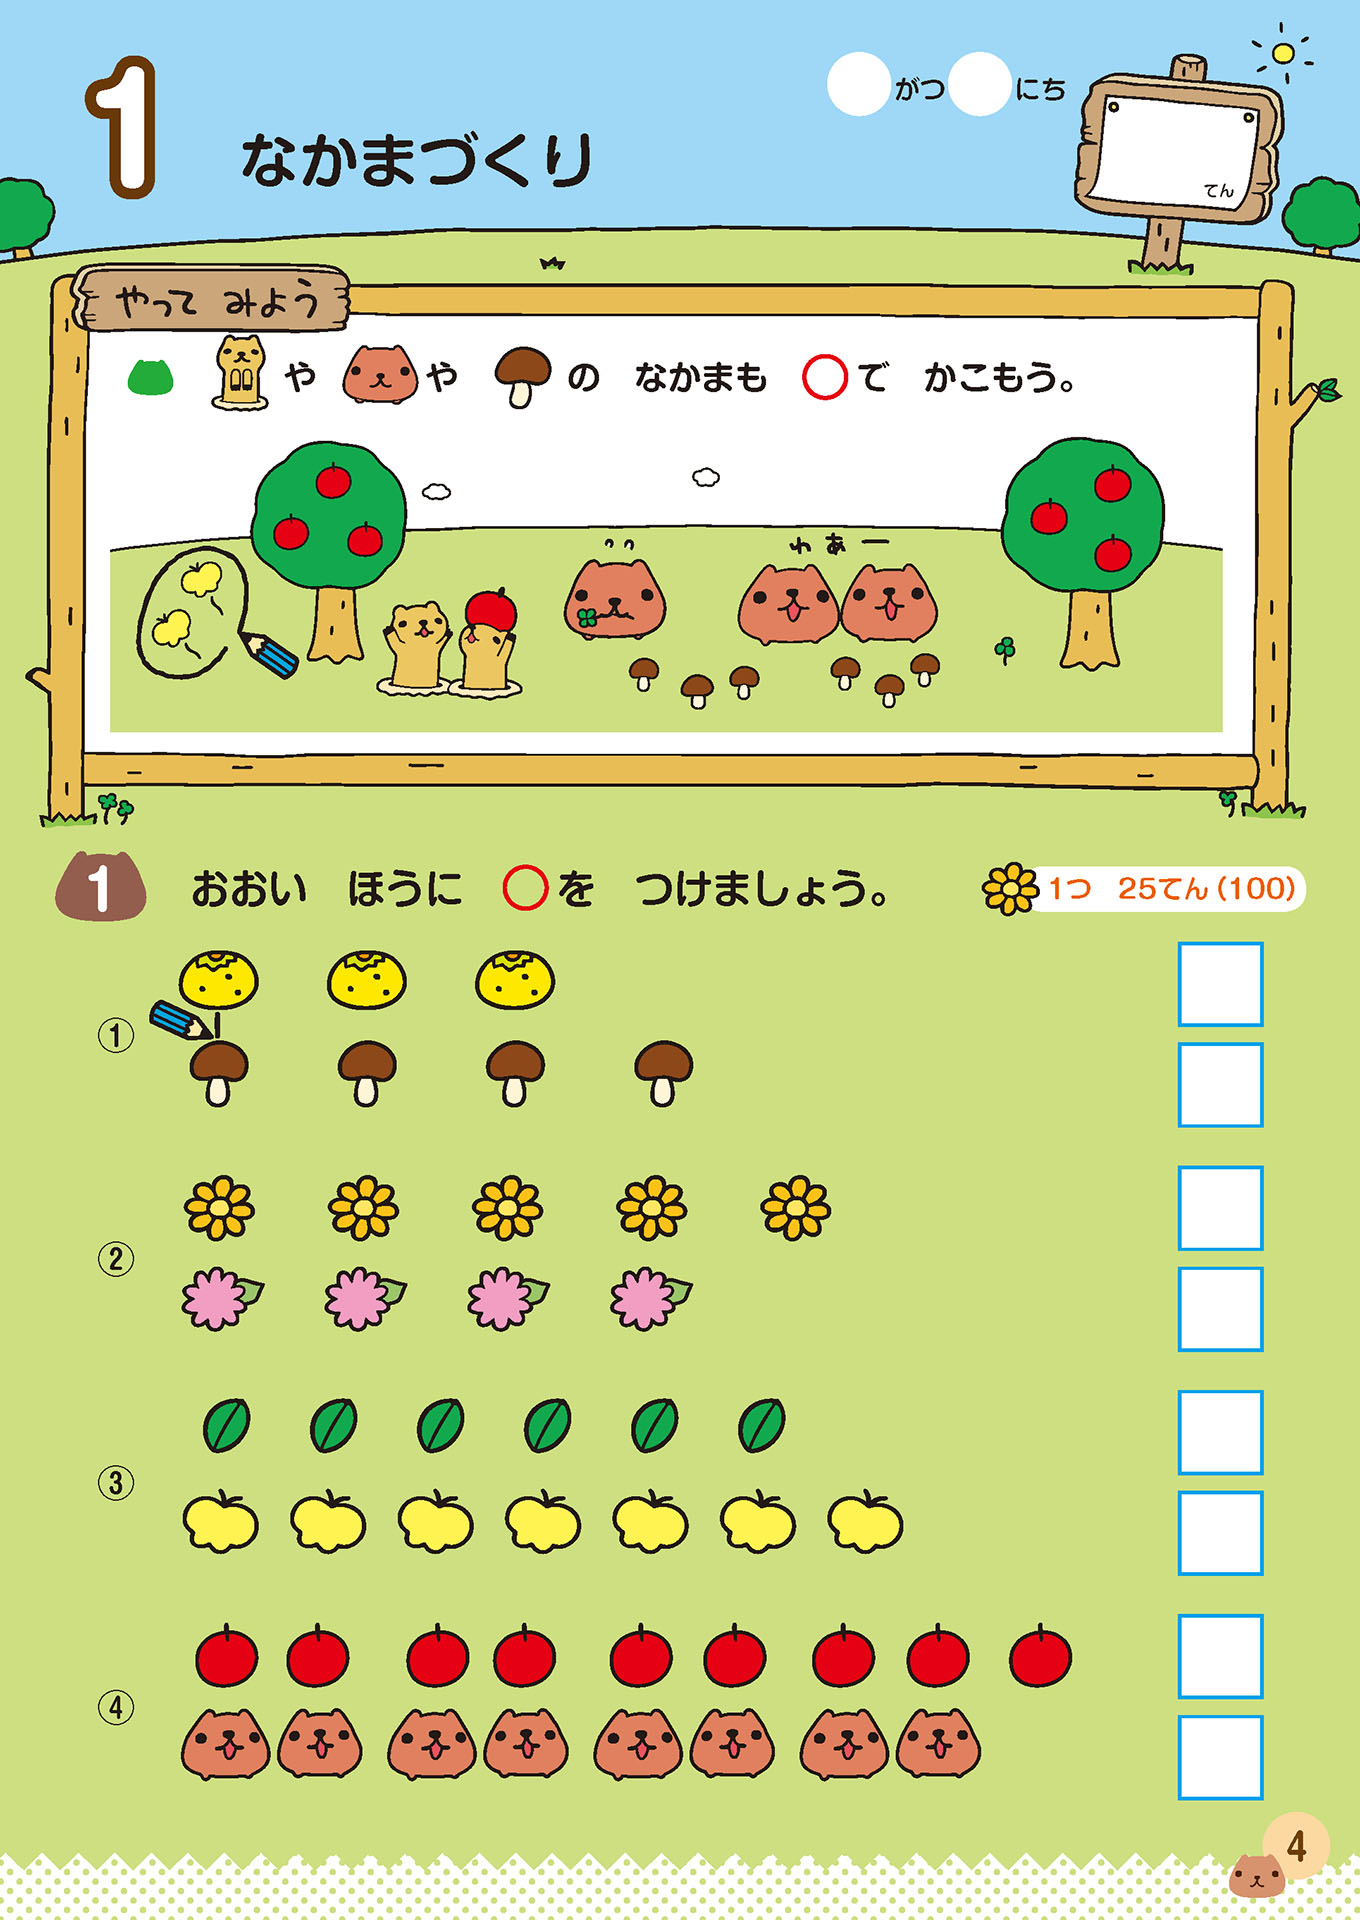 1
なかまづくり
がつ にち
てん
やって みよう
や や の なかまも ○で かこもう。
わあー
1 おおい ほうに ○を つけましょう。
1つ 25てん(100)
①
②
③
④
4